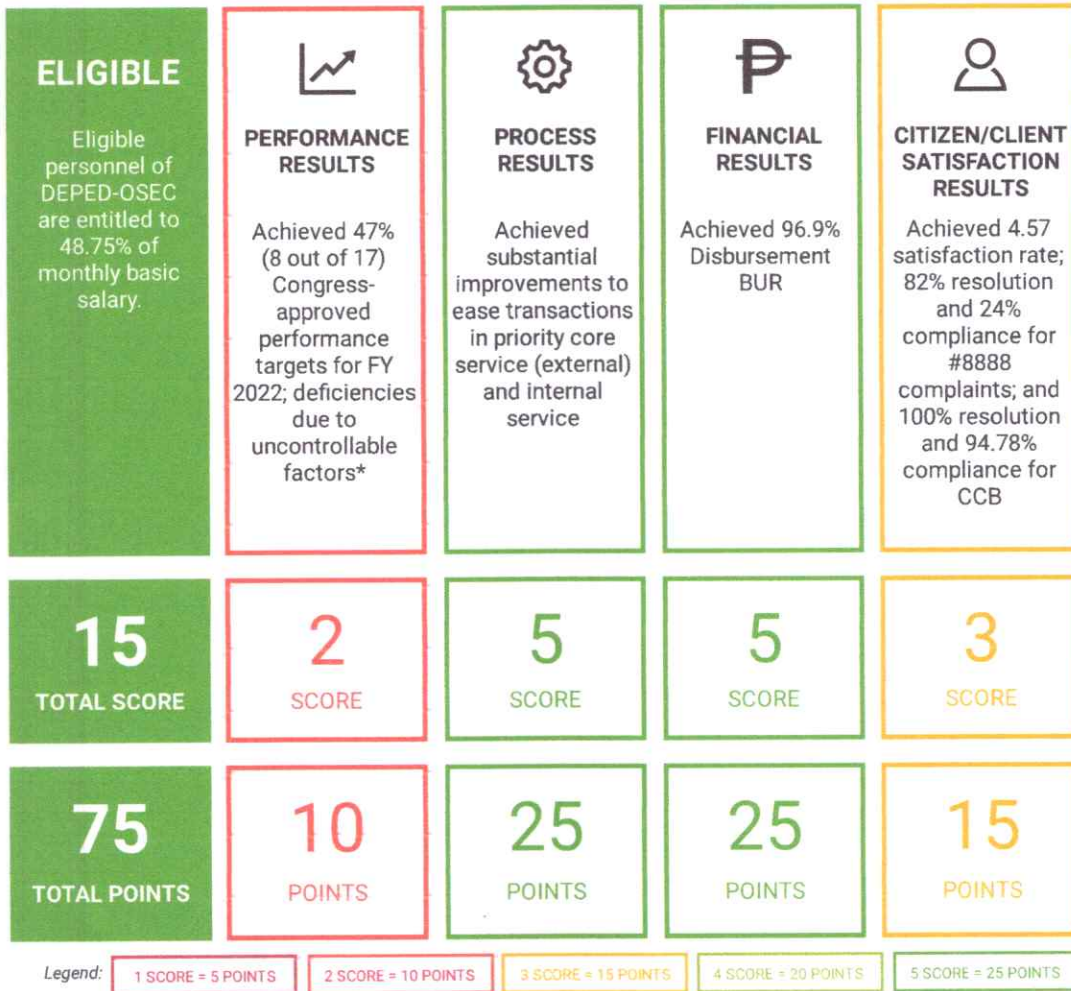 ELIGIBLE
Eligible
personnel of
DEPED-OSEC
are entitled to
48.75% of
monthly basic
salary.
PERFORMANCE
RESULTS
Achieved 47%
(8 out of 17)
Congress-
approved
performance
targets for FY
2022; deficiencies
due to
uncontrollable
factors*
PROCESS
RESULTS
Achieved
substantial
improvements to
ease transactions
in priority core
service (external)
and internal
service
₱
FINANCIAL
RESULTS
Achieved 96.9%
Disbursement
BUR
CITIZEN/CLIENT
SATISFACTION
RESULTS
Achieved 4.57
satisfaction rate;
82% resolution
and 24%
compliance for
#8888
complaints; and
100% resolution
and 94.78%
compliance for
CCB
15
TOTAL SCORE
2
SCORE
5
SCORE
5
SCORE
3
SCORE
75
TOTAL POINTS
10
POINTS
25
POINTS
25
POINTS
15
POINTS
Legend:
1 SCORE = 5 POINTS
2 SCORE = 10 POINTS
3 SCORE = 15 POINTS
4 SCORE = 20 POINTS
5 SCORE = 25 POINTS